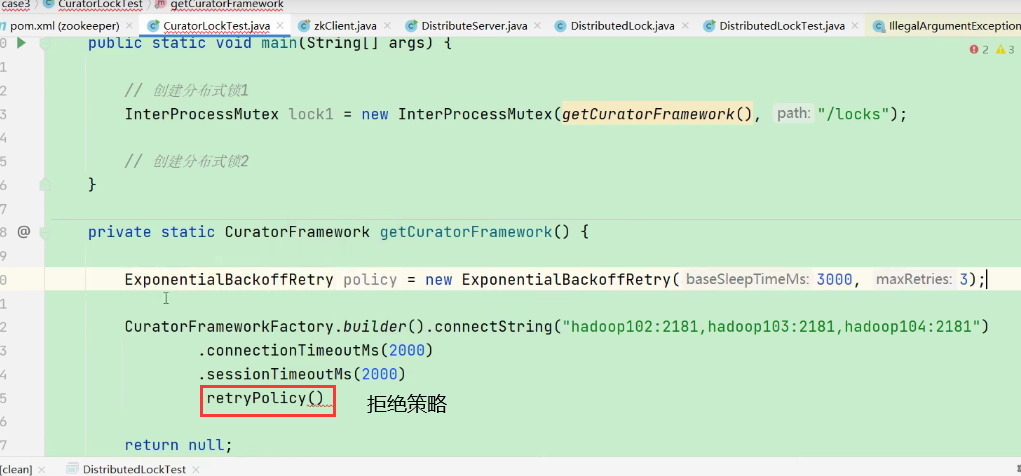 case3 CuratorLockTest getCuratorFramework
pom.xml (zookeeper) CuratorLockTest.java zkClient.java DistributeServer.java DistributedLock.java DistributedLockTest.java IllegalArgumentException
0 public static void main(String[] args) {
1
2 // 创建分布式锁1
3 InterProcessMutex lock1 = new InterProcessMutex(getCuratorFramework(), path: "/locks");
4
5 // 创建分布式锁2
6 }
7
8 @ private static CuratorFramework getCuratorFramework() {
9
0 ExponentialBackoffRetry policy = new ExponentialBackoffRetry( baseSleepTimeMs: 3000, maxRetries: 3);
1
2 CuratorFrameworkFactory.builder().connectString("hadoop102:2181,hadoop103:2181,hadoop104:2181")
3 .connectionTimeoutMs(2000)
4 .sessionTimeoutMs(2000)
5 retryPolicy() 拒绝策略
6
7 return null;
[clean] DistributedLockTest
2 3